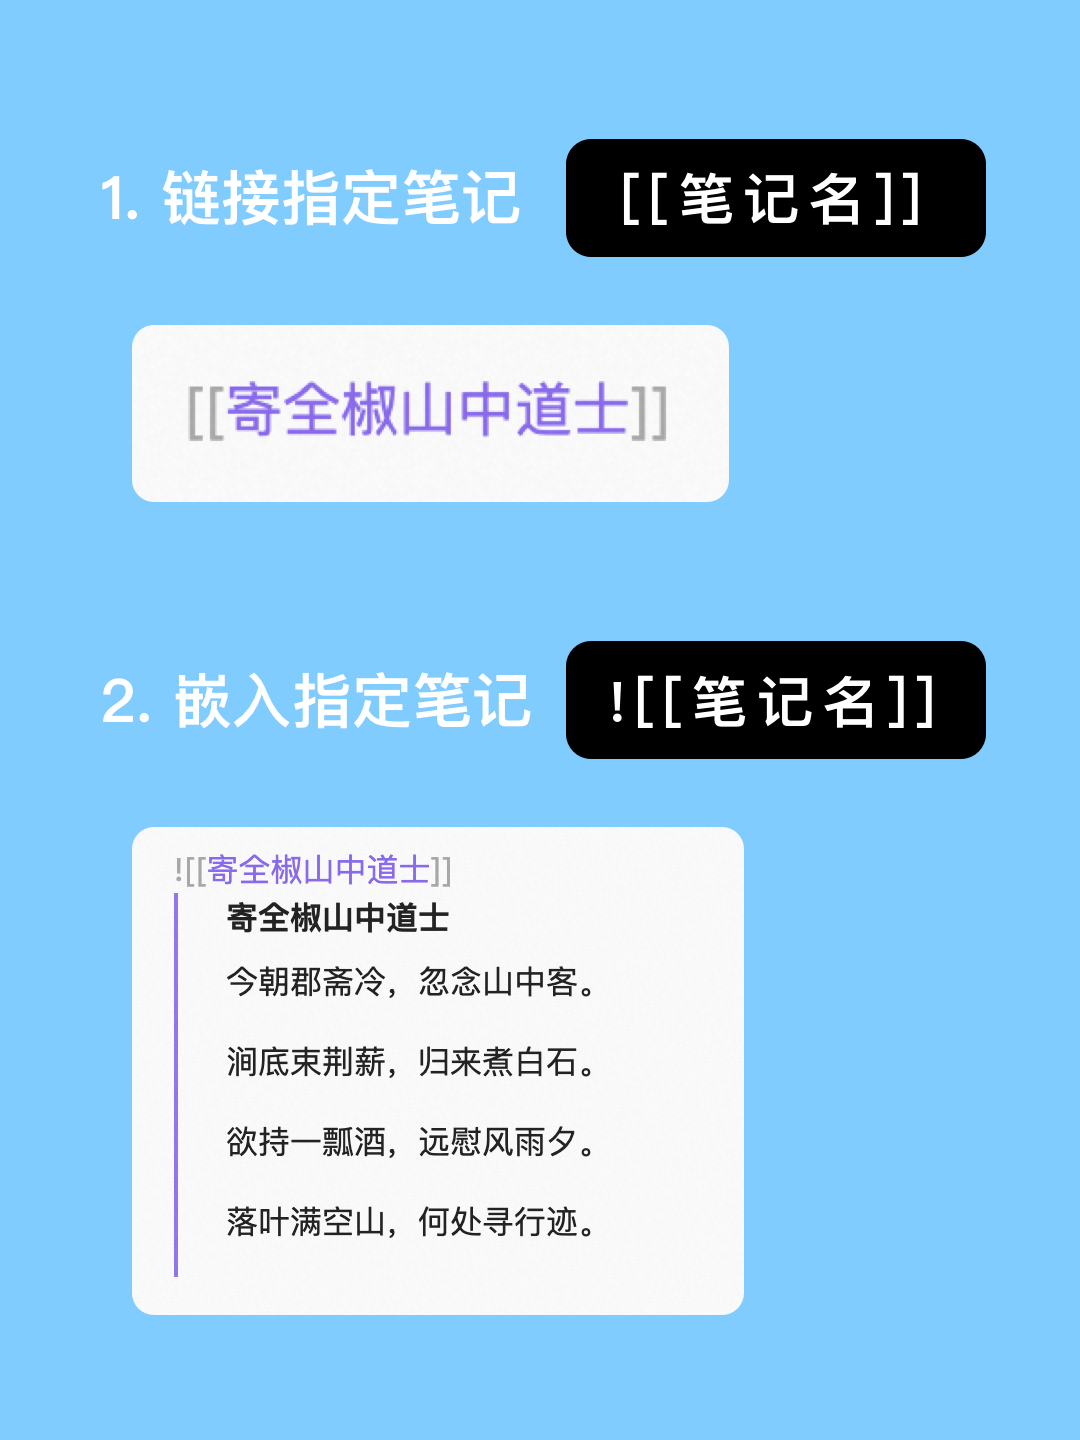 1. 链接指定笔记 [[笔记名]]
[[寄全椒山中道士]]
2. 嵌入指定笔记 ![[笔记名]]
![[寄全椒山中道士]]
寄全椒山中道士
今朝郡斋冷，忽念山中客。
涧底束荆薪，归来煮白石。
欲持一瓢酒，远慰风雨夕。
落叶满空山，何处寻行迹。